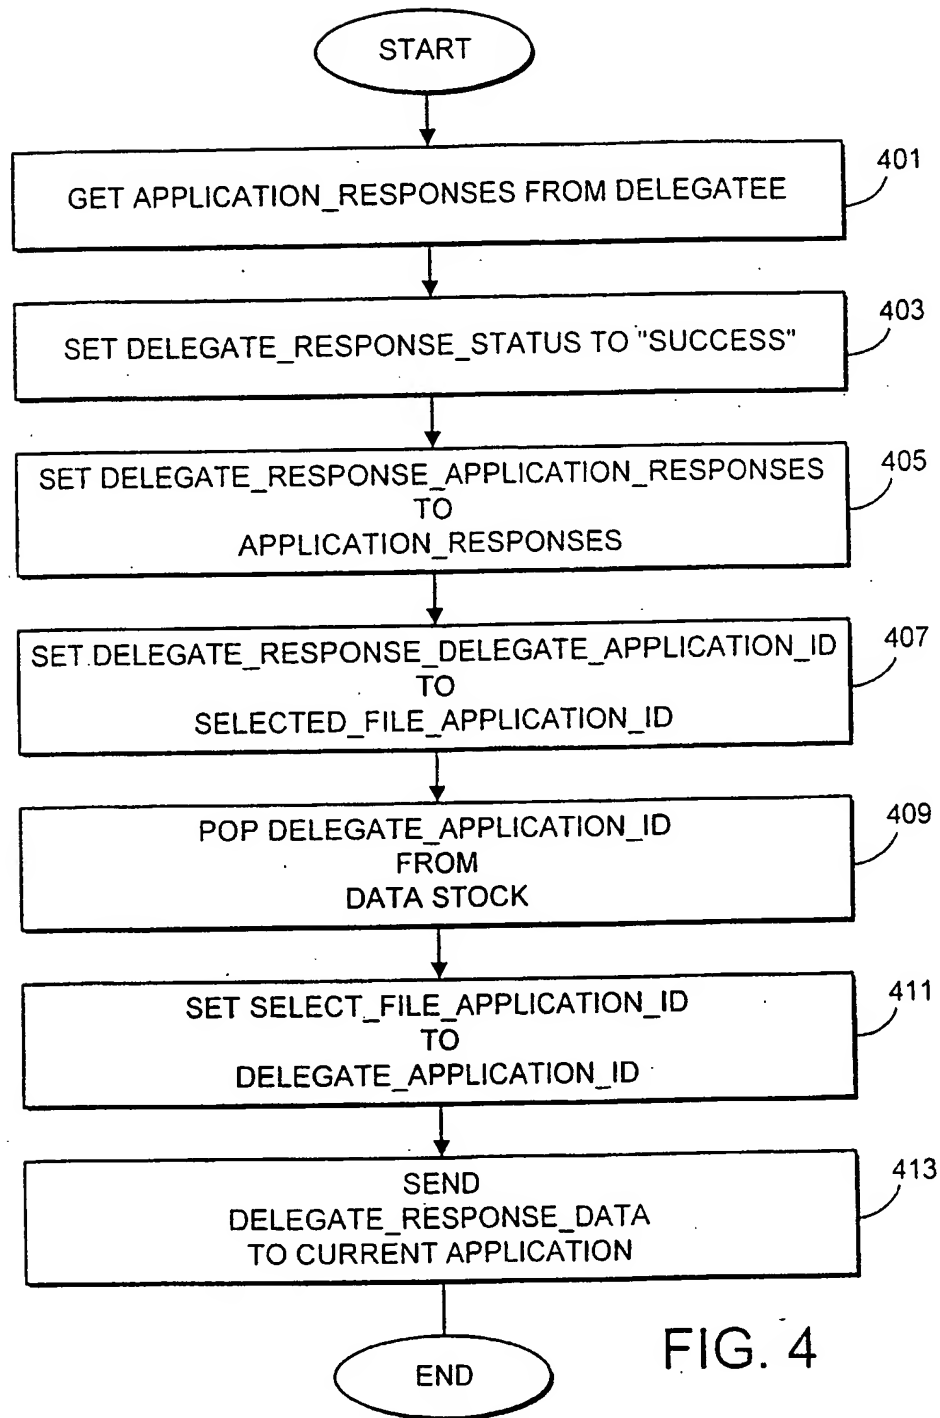 START
GET APPLICATION_RESPONSES FROM DELEGATEE
401
SET DELEGATE_RESPONSE_STATUS TO "SUCCESS"
403
SET DELEGATE_RESPONSE_APPLICATION_RESPONSES
TO
APPLICATION_RESPONSES
405
SET DELEGATE_RESPONSE_DELEGATE_APPLICATION_ID
TO
SELECTED_FILE_APPLICATION_ID
407
POP DELEGATE_APPLICATION_ID
FROM
DATA STOCK
409
SET SELECT_FILE_APPLICATION_ID
TO
DELEGATE_APPLICATION_ID
411
SEND
DELEGATE_RESPONSE_DATA
TO CURRENT APPLICATION
413
END
FIG. 4